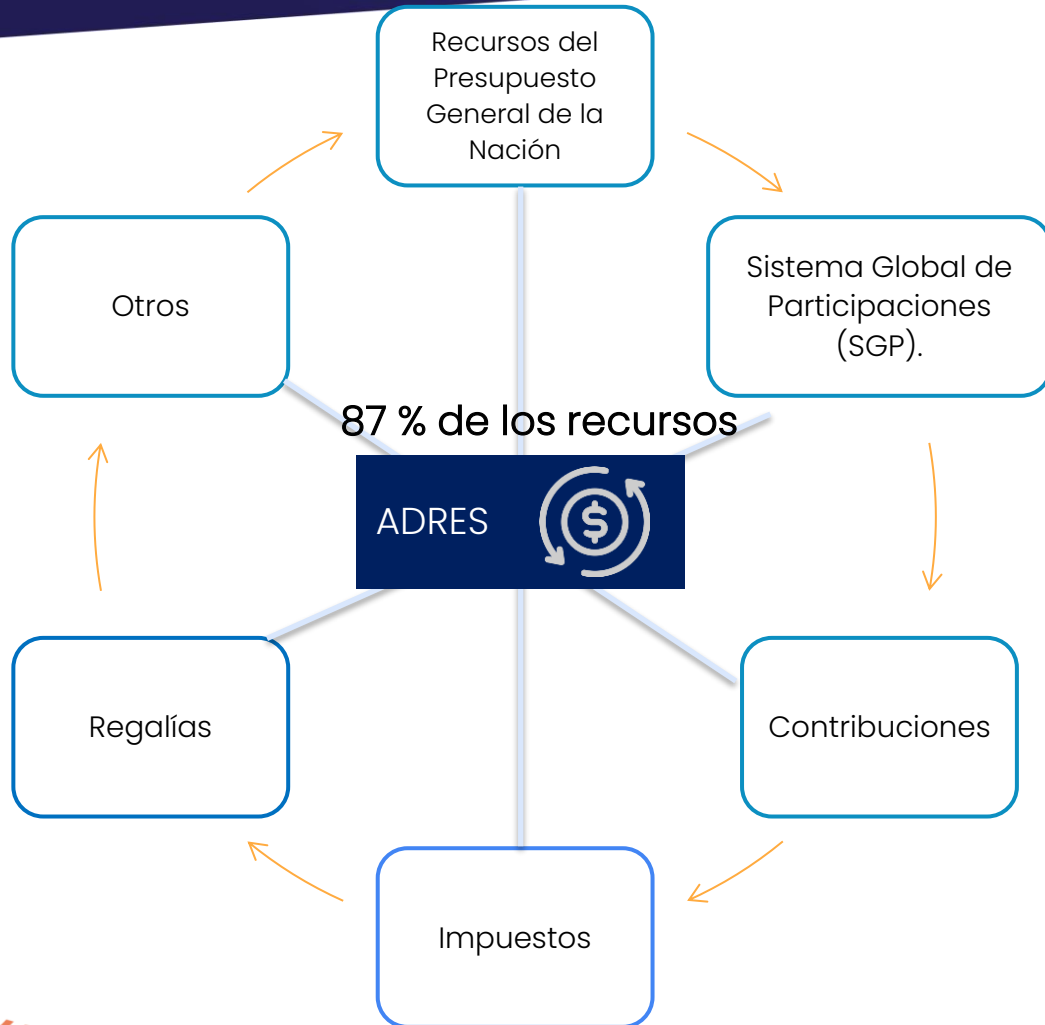 Recursos del
Presupuesto
General de la
Nación
Sistema Global de
Participaciones
(SGP).
Otros
87 % de los recursos
ADRES
$
Regalías
Contribuciones
Impuestos